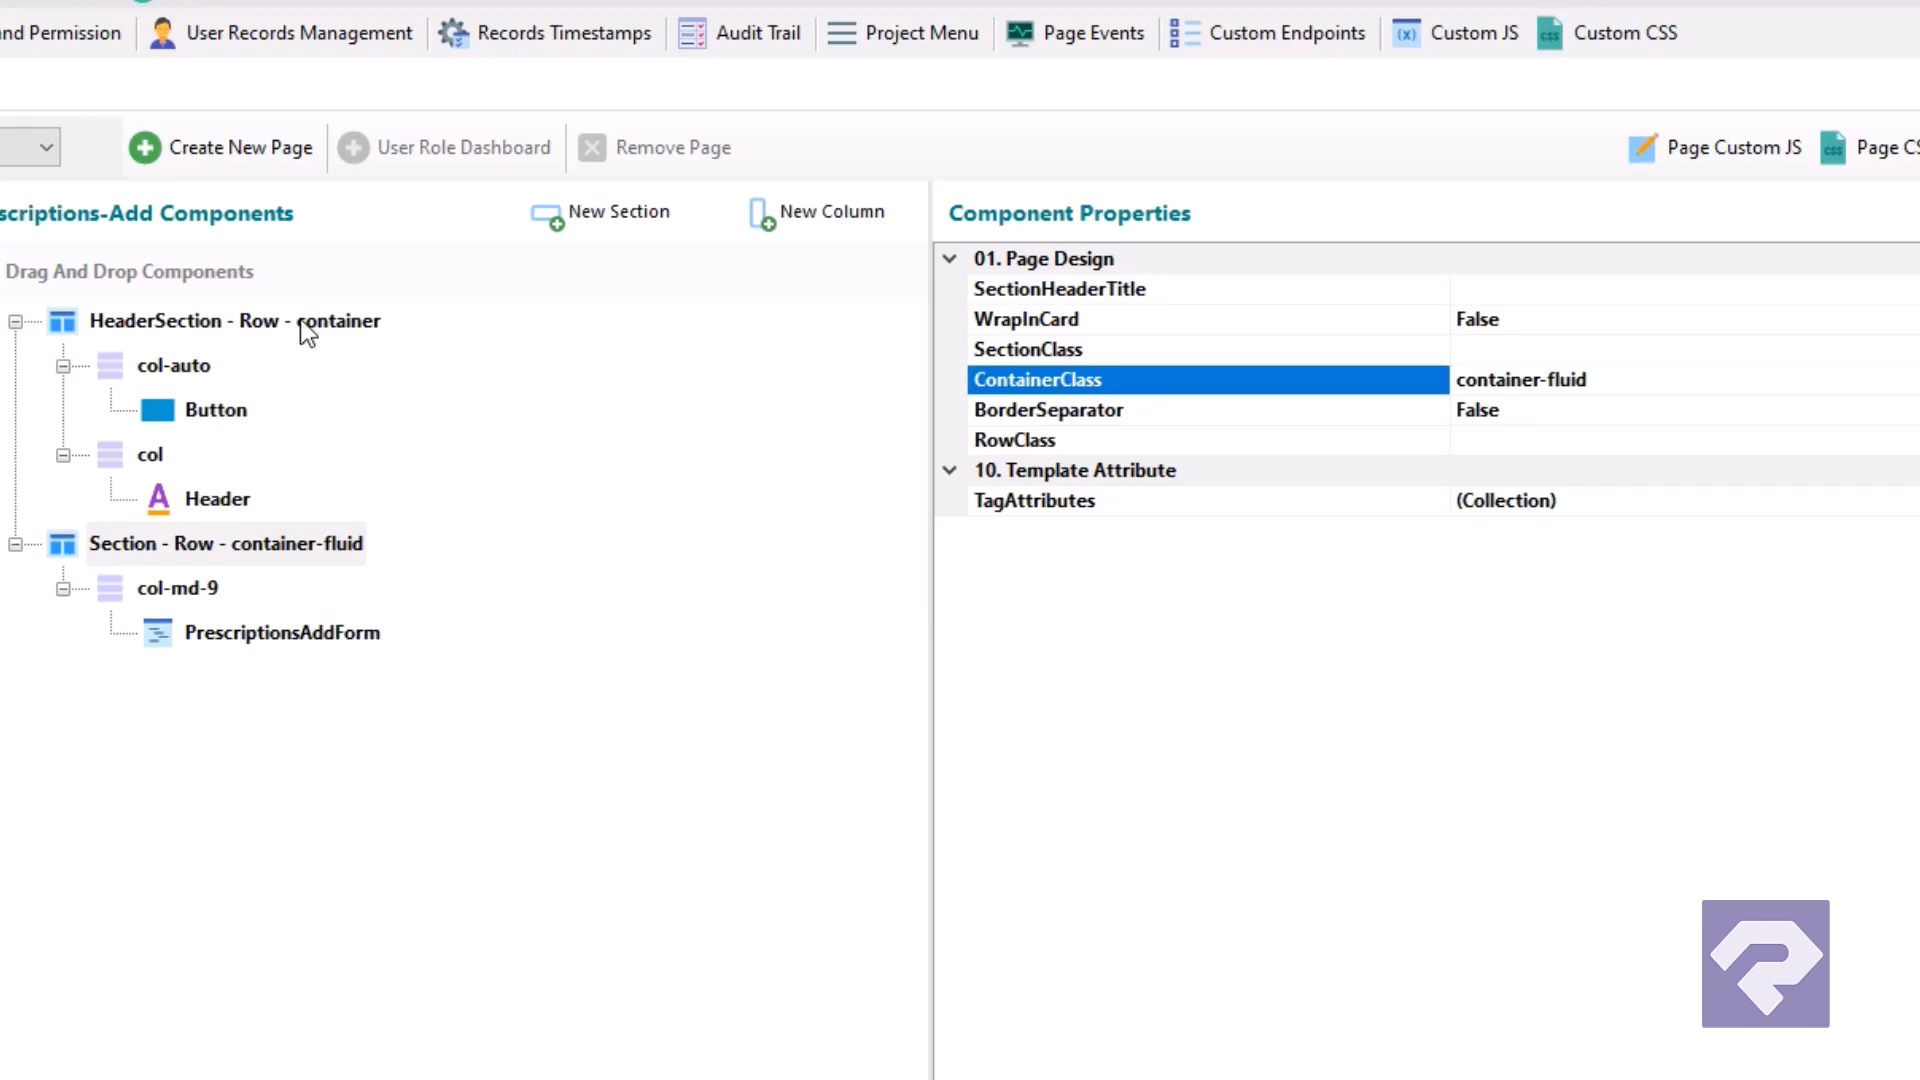 nd Permission
User Records Management
Records Timestamps
Audit Trail
Project Menu
Page Events
Custom Endpoints
(x) Custom JS
css Custom CSS
Create New Page
User Role Dashboard
Remove Page
Page Custom JS
css Page CS
scriptions-Add Components
New Section
New Column
Component Properties
Drag And Drop Components
01. Page Design
SectionHeaderTitle
HeaderSection - Row - container
WrapInCard False
SectionClass
col-auto
ContainerClass container-fluid
Button
BorderSeparator False
RowClass
col
10. Template Attribute
Header
TagAttributes (Collection)
Section - Row - container-fluid
col-md-9
PrescriptionsAddForm